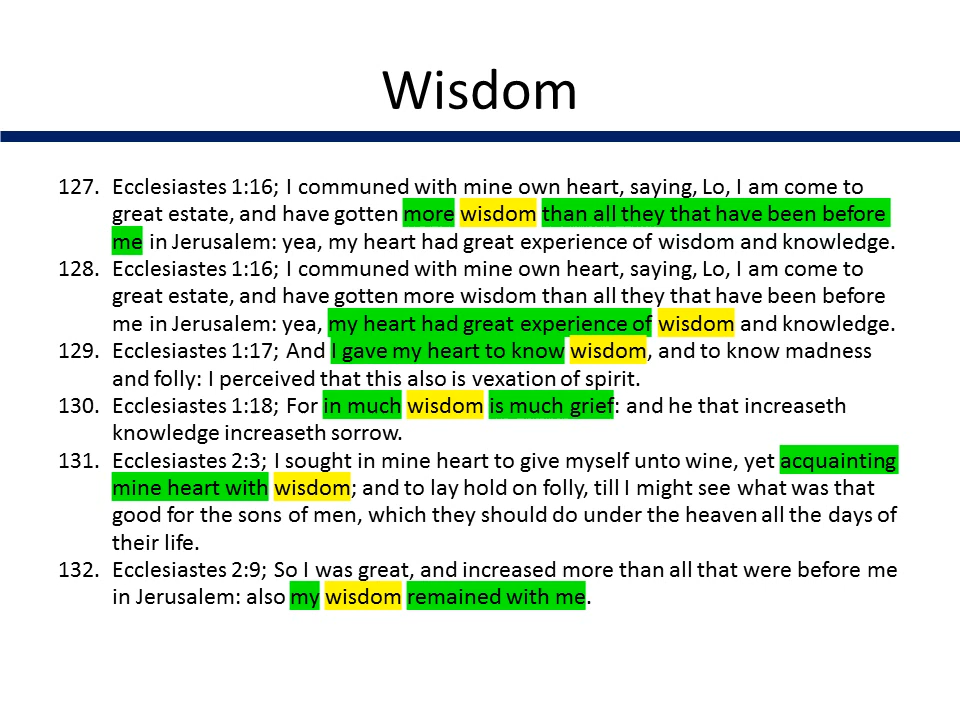 Wisdom
127. Ecclesiastes 1:16; I communed with mine own heart, saying, Lo, I am come to
great estate, and have gotten more wisdom than all they that have been before
me in Jerusalem: yea, my heart had great experience of wisdom and knowledge.
128. Ecclesiastes 1:16; I communed with mine own heart, saying, Lo, I am come to
great estate, and have gotten more wisdom than all they that have been before
me in Jerusalem: yea, my heart had great experience of wisdom and knowledge.
129. Ecclesiastes 1:17; And I gave my heart to know wisdom, and to know madness
and folly: I perceived that this also is vexation of spirit.
130. Ecclesiastes 1:18; For in much wisdom is much grief: and he that increaseth
knowledge increaseth sorrow.
131. Ecclesiastes 2:3; I sought in mine heart to give myself unto wine, yet acquainting
mine heart with wisdom; and to lay hold on folly, till I might see what was that
good for the sons of men, which they should do under the heaven all the days of
their life.
132. Ecclesiastes 2:9; So I was great, and increased more than all that were before me
in Jerusalem: also my wisdom remained with me.